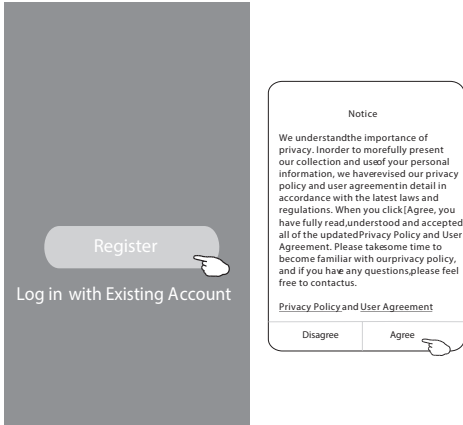 Register
Log in with Existing Account
Notice
We understandthe importance of
privacy. Inorder to morefully present
our collection and useof your personal
information, we haverevised our privacy
policy and user agreementin detail in
accordance with the latest laws and
regulations. When you click[Agree, you
have fully read,understood and accepted
all of the updatedPrivacy Policy and User
Agreement. Please takesome time to
become familiar with ourprivacy policy,
and if you have any questions,please feel
free to contactus.
Privacy Policy and User Agreement
Disagree Agree